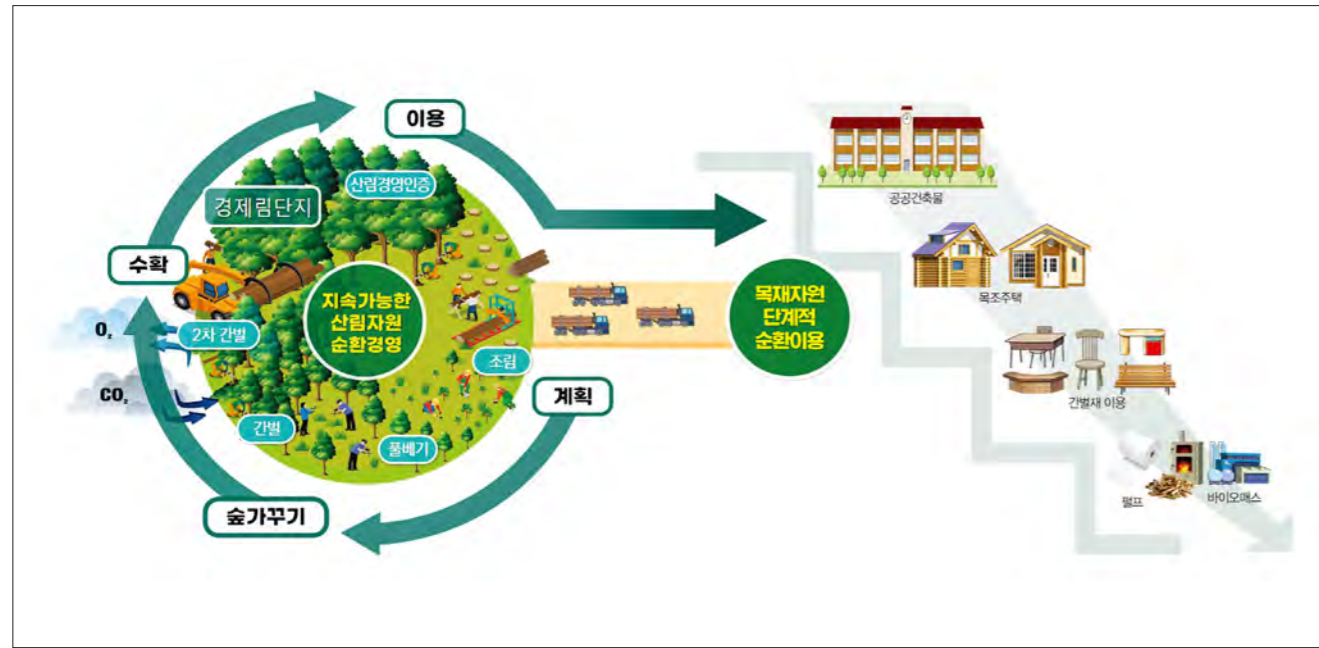 이용
산림경영인증
경제림단지
수확
지속가능한
산림자원
순환경영
O₂
2차 간벌
CO₂
조림
계획
간벌
풀베기
숲가꾸기
목재자원
단계적
순환이용
공공건축물
목조주택
간벌재 이용
펄프
바이오매스